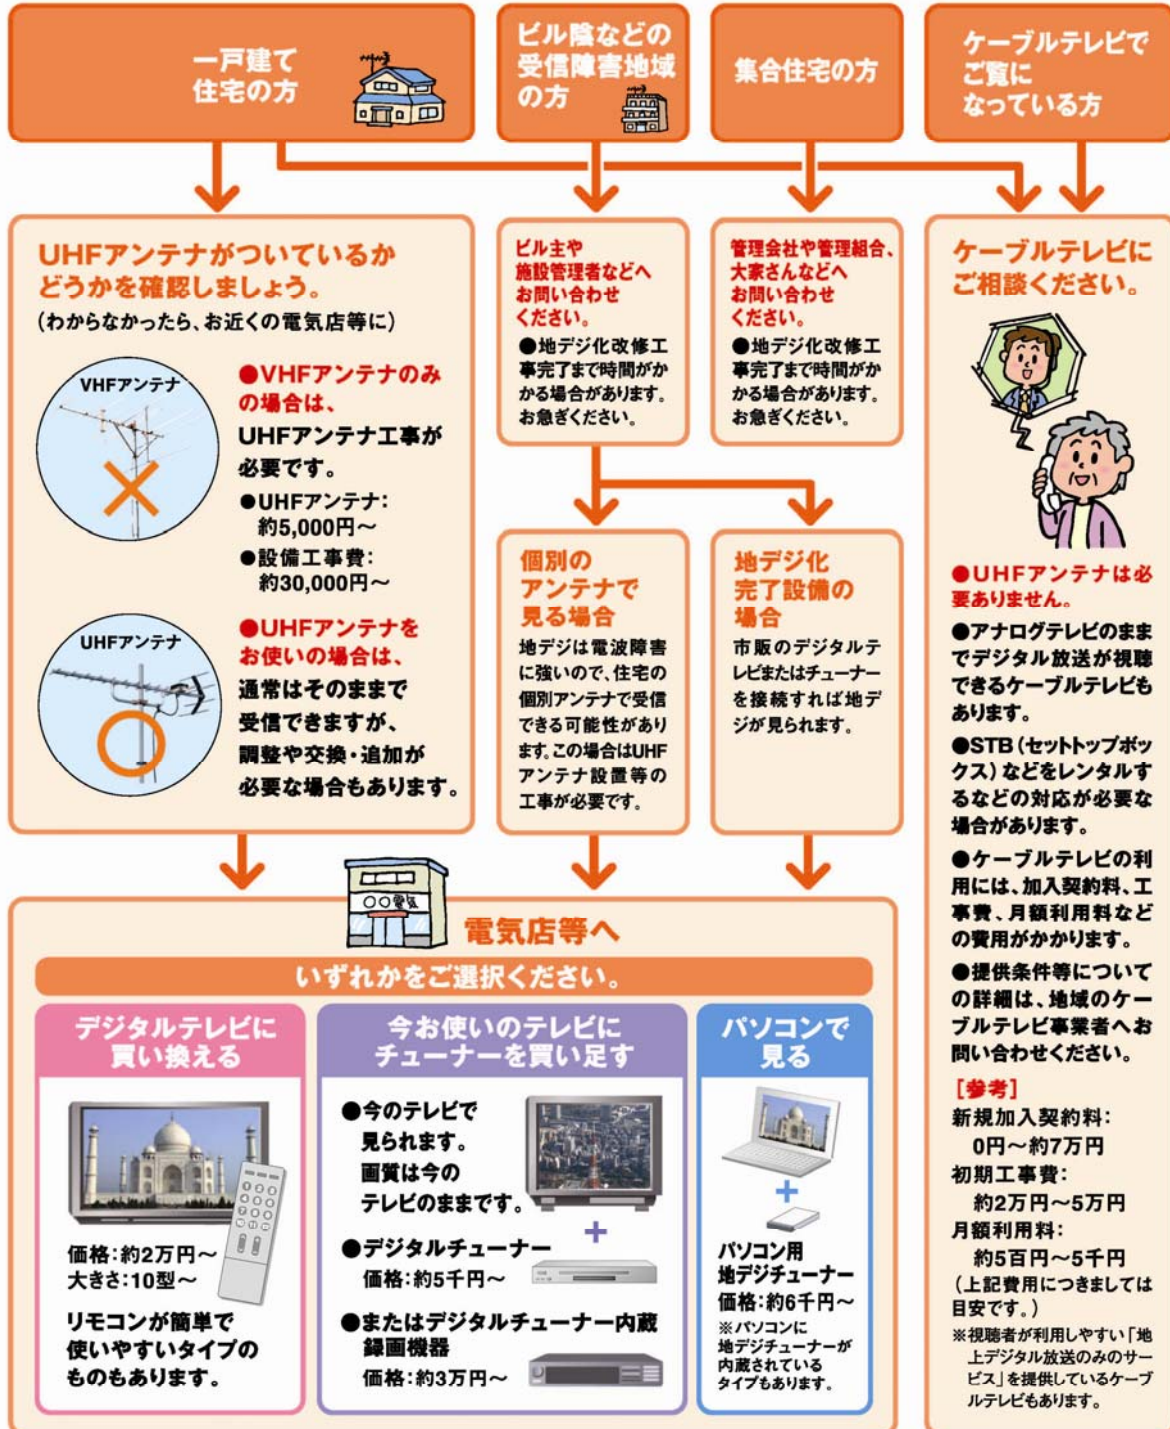 一戸建て
住宅の方
ビル陰などの
受信障害地域
の方
集合住宅の方
ケーブルテレビで
ご覧に
なっている方
UHFアンテナがついているか
どうかを確認しましょう。
(わからなかったら、お近くの電気店等に)
VHFアンテナ
●VHFアンテナのみ
の場合は、
UHFアンテナ工事が
必要です。
●UHFアンテナ:
約5,000円~
●設備工事費:
約30,000円~
UHFアンテナ
●UHFアンテナを
お使いの場合は、
通常はそのままで
受信できますが、
調整や交換・追加が
必要な場合もあります。
ビル主や
施設管理者などへ
お問い合わせ
ください。
●地デジ化改修工
事完了まで時間がか
かる場合があります。
お急ぎください。
管理会社や管理組合、
大家さんなどへ
お問い合わせ
ください。
●地デジ化改修工
事完了まで時間がか
かる場合があります。
お急ぎください。
個別の
アンテナで
見る場合
地デジは電波障害
に強いので、住宅の
個別アンテナで受信
できる可能性があり
ます。この場合はUHF
アンテナ設置等の
工事が必要です。
地デジ化
完了設備の
場合
市販のデジタルテ
レビまたはチューナー
を接続すれば地デ
ジが見られます。
ケーブルテレビに
ご相談ください。
●UHFアンテナは必
要ありません。
●アナログテレビのまま
でデジタル放送が視聴
できるケーブルテレビも
あります。
●STB(セットトップボッ
クス)などをレンタルす
るなどの対応が必要な
場合があります。
●ケーブルテレビの利
用には、加入契約料、工
事費、月額利用料など
の費用がかかります。
●提供条件等について
の詳細は、地域のケー
ブルテレビ事業者へお
問い合わせください。
[参考]
新規加入契約料:
0円~約7万円
初期工事費:
約2万円~5万円
月額利用料:
約5百円~5千円
(上記費用につきましては
目安です。)
※視聴者が利用しやすい「地
上デジタル放送のみのサー
ビス」を提供しているケーブ
ルテレビもあります。
○○電気
電気店等へ
いずれかをご選択ください。
デジタルテレビに
買い換える
価格:約2万円~
大きさ:10型~
リモコンが簡単で
使いやすいタイプの
ものもあります。
今お使いのテレビに
チューナーを買い足す
●今のテレビで
見られます。
画質は今の
テレビのままです。
●デジタルチューナー
価格:約5千円~
●またはデジタルチューナー内蔵
録画機器
価格:約3万円~
パソコンで
見る
パソコン用
地デジチューナー
価格:約6千円~
※パソコンに
地デジチューナーが
内蔵されている
タイプもあります。